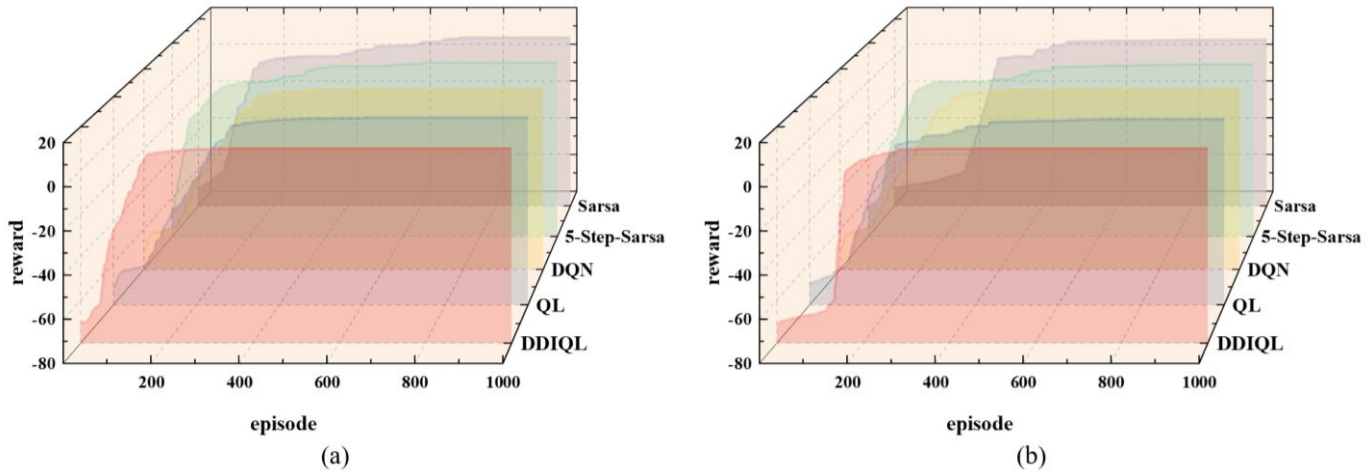 20
0
-20
-40
-60
-80
reward
200
400
600
800
1000
episode
Sarsa
5-Step-Sarsa
DQN
QL
DDIQL
(a)
20
0
-20
-40
-60
-80
reward
200
400
600
800
1000
episode
Sarsa
5-Step-Sarsa
DQN
QL
DDIQL
(b)